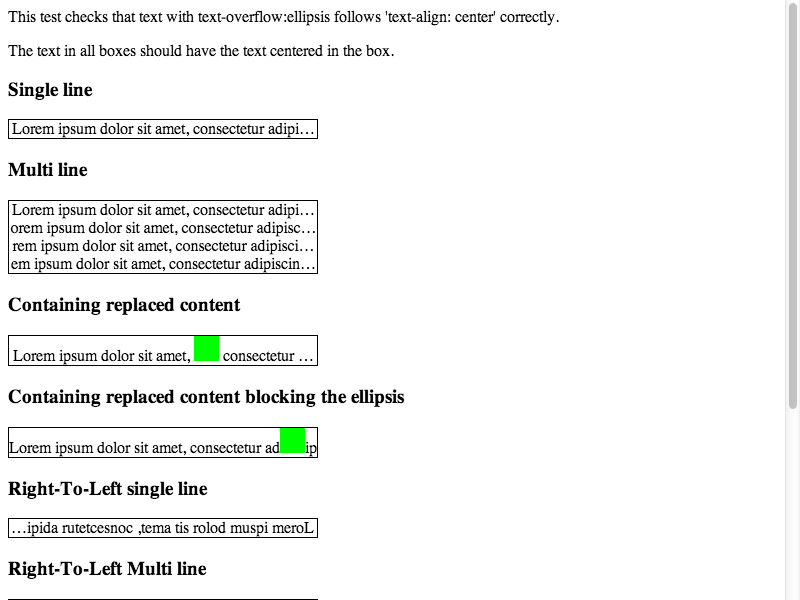 This test checks that text with text-overflow:ellipsis follows 'text-align: center' correctly.
The text in all boxes should have the text centered in the box.
Single line
Lorem ipsum dolor sit amet, consectetur adipi…
Multi line
Lorem ipsum dolor sit amet, consectetur adipi…
orem ipsum dolor sit amet, consectetur adipisc…
rem ipsum dolor sit amet, consectetur adipisci…
em ipsum dolor sit amet, consectetur adipiscin…
Containing replaced content
Lorem ipsum dolor sit amet, consectetur …
Containing replaced content blocking the ellipsis
Lorem ipsum dolor sit amet, consectetur ad ip
Right-To-Left single line
…ipida rutetcesnoc ,tema tis rolod muspi meroL
Right-To-Left Multi line